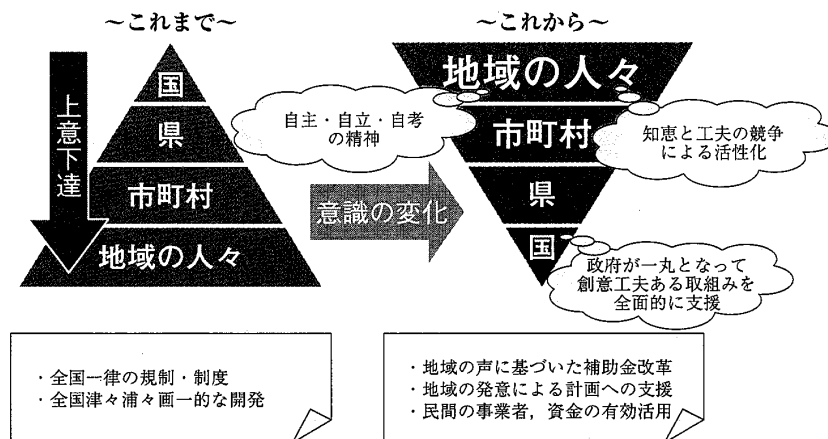 ~これまで~
上意下達
国
県
市町村
地域の人々
・全国一律の規制・制度
・全国津々浦々画一的な開発
意識の変化
~これから~
地域の人々
市町村
県
国
自主・自立・自考
の精神
知恵と工夫の競争
による活性化
政府が一丸となって
創意工夫ある取組みを
全面的に支援
・地域の声に基づいた補助金改革
・地域の発意による計画への支援
・民間の事業者，資金の有効活用